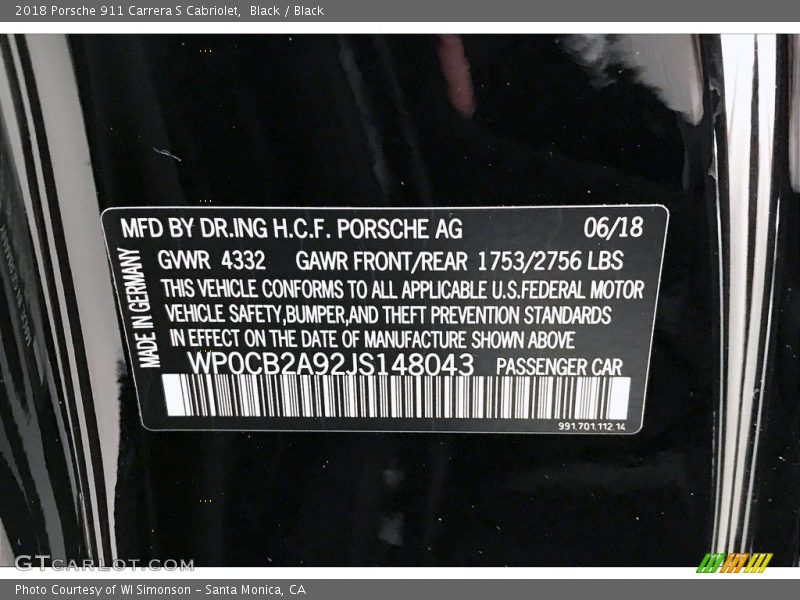 2018 Porsche 911 Carrera S Cabriolet,  Black / Black
MFD BY DR.ING H.C.F. PORSCHE AG 06/18
GVWR 4332 GAWR FRONT/REAR 1753/2756 LBS
THIS VEHICLE CONFORMS TO ALL APPLICABLE U.S.FEDERAL MOTOR
VEHICLE SAFETY,BUMPER,AND THEFT PREVENTION STANDARDS
IN EFFECT ON THE DATE OF MANUFACTURE SHOWN ABOVE
WP0CB2A92JS148043 PASSENGER CAR
MADE IN GERMANY
991.701.112.14
GTcarlot.com
Photo Courtesy of WI Simonson - Santa Monica, CA